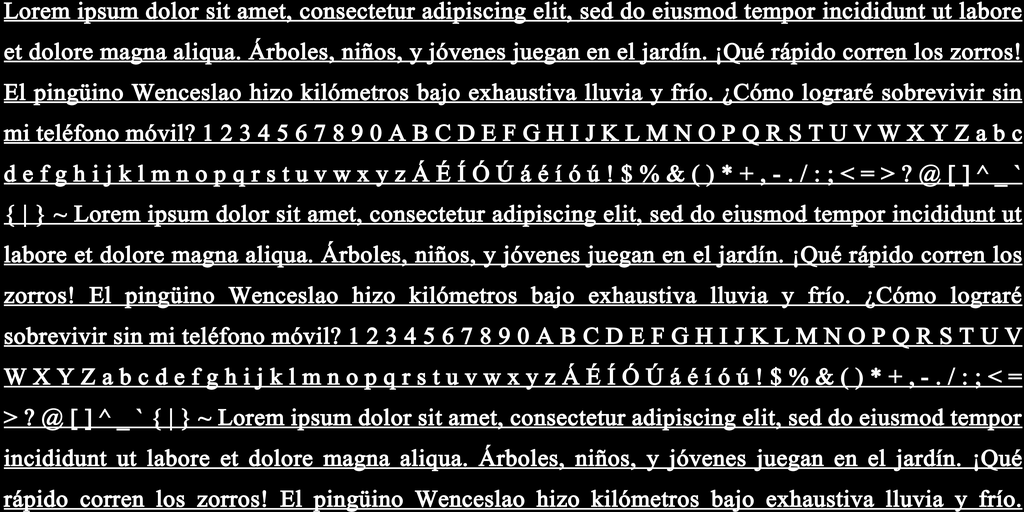 Lorem ipsum dolor sit amet, consectetur adipiscing elit, sed do eiusmod tempor incididunt ut labore
et dolore magna aliqua. Árboles, niños, y jóvenes juegan en el jardín. ¡Qué rápido corren los zorros!
El pingüino Wenceslao hizo kilómetros bajo exhaustiva lluvia y frío. ¿Cómo lograré sobrevivir sin
mi teléfono móvil? 1 2 3 4 5 6 7 8 9 0 A B C D E F G H I J K L M N O P Q R S T U V W X Y Z a b c
d e f g h i j k l m n o p q r s t u v w x y z Á É Í Ó Ú á é í ó ú ! $ % & ( ) * + , - . / : ; < = > ? @ [ ] ^ _ `
{ | } ~ Lorem ipsum dolor sit amet, consectetur adipiscing elit, sed do eiusmod tempor incididunt ut
labore et dolore magna aliqua. Árboles, niños, y jóvenes juegan en el jardín. ¡Qué rápido corren los
zorros! El pingüino Wenceslao hizo kilómetros bajo exhaustiva lluvia y frío. ¿Cómo lograré
sobrevivir sin mi teléfono móvil? 1 2 3 4 5 6 7 8 9 0 A B C D E F G H I J K L M N O P Q R S T U V
W X Y Z a b c d e f g h i j k l m n o p q r s t u v w x y z Á É Í Ó Ú á é í ó ú ! $ % & ( ) * + , - . / : ; < =
> ? @ [ ] ^ _ ` { | } ~ Lorem ipsum dolor sit amet, consectetur adipiscing elit, sed do eiusmod tempor
incididunt ut labore et dolore magna aliqua. Árboles, niños, y jóvenes juegan en el jardín. ¡Qué
rápido corren los zorros! El pingüino Wenceslao hizo kilómetros bajo exhaustiva lluvia y frío.